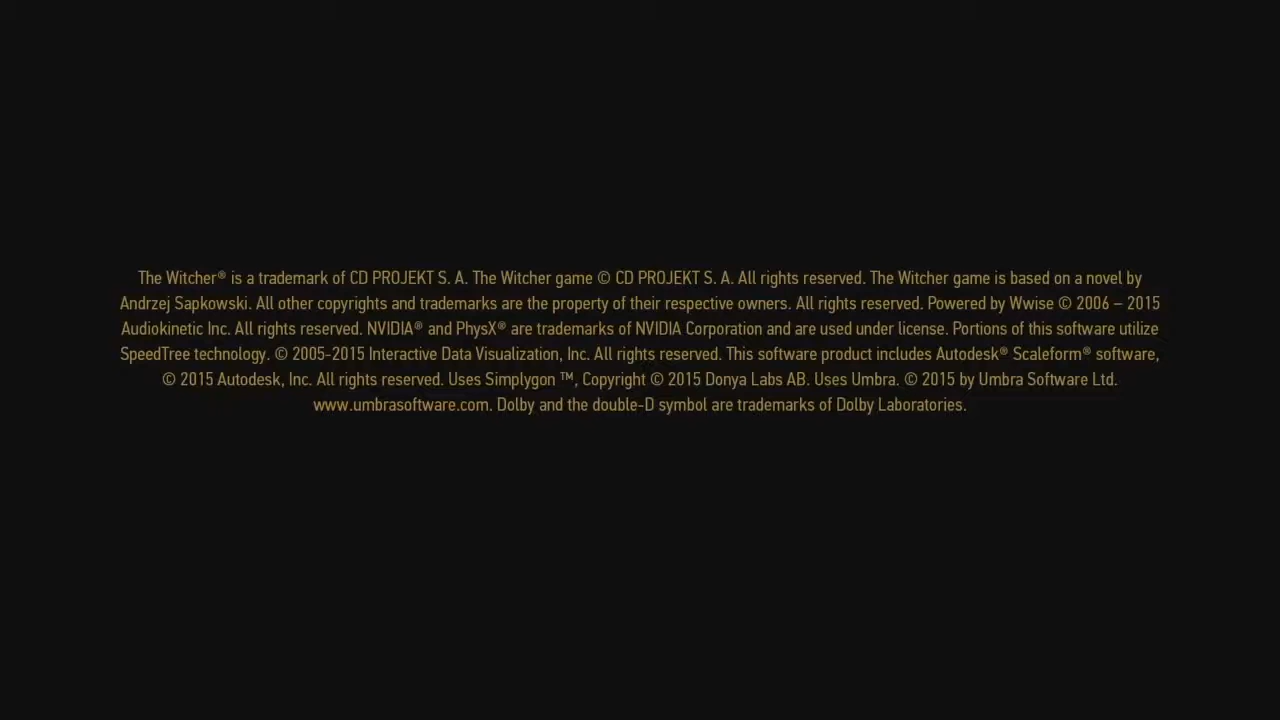 The Witcher® is a trademark of CD PROJEKT S. A. The Witcher game © CD PROJEKT S. A. All rights reserved. The Witcher game is based on a novel by
Andrzej Sapkowski. All other copyrights and trademarks are the property of their respective owners. All rights reserved. Powered by Wwise © 2006 – 2015
Audiokinetic Inc. All rights reserved. NVIDIA® and PhysX® are trademarks of NVIDIA Corporation and are used under license. Portions of this software utilize
SpeedTree technology. © 2005-2015 Interactive Data Visualization, Inc. All rights reserved. This software product includes Autodesk® Scaleform® software,
© 2015 Autodesk, Inc. All rights reserved. Uses Simplygon ™, Copyright © 2015 Donya Labs AB. Uses Umbra. © 2015 by Umbra Software Ltd.
www.umbrasoftware.com. Dolby and the double-D symbol are trademarks of Dolby Laboratories.